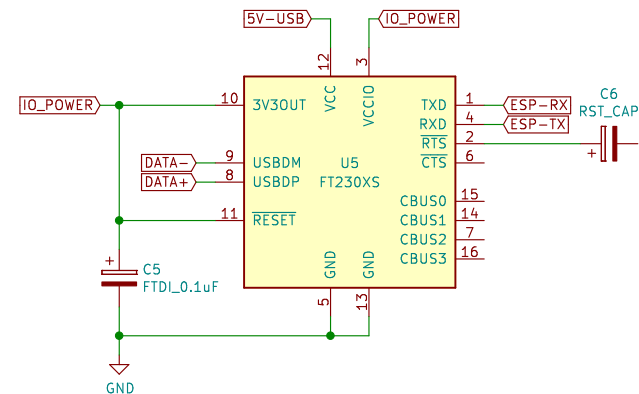 5V-USB
IO_POWER
12
3
VCC
VCCIO
C6
RST_CAP
+
IO_POWER
10
3V3OUT
TXD
1
ESP-RX
RXD
4
ESP-TX
RTS
2
DATA-
9
USBDM
U5
CTS
6
DATA+
8
USBDP
FT230XS
CBUS0
15
11
RESET
CBUS1
14
CBUS2
7
CBUS3
16
+
C5
FTDI_0.1uF
GND
GND
5
13
GND